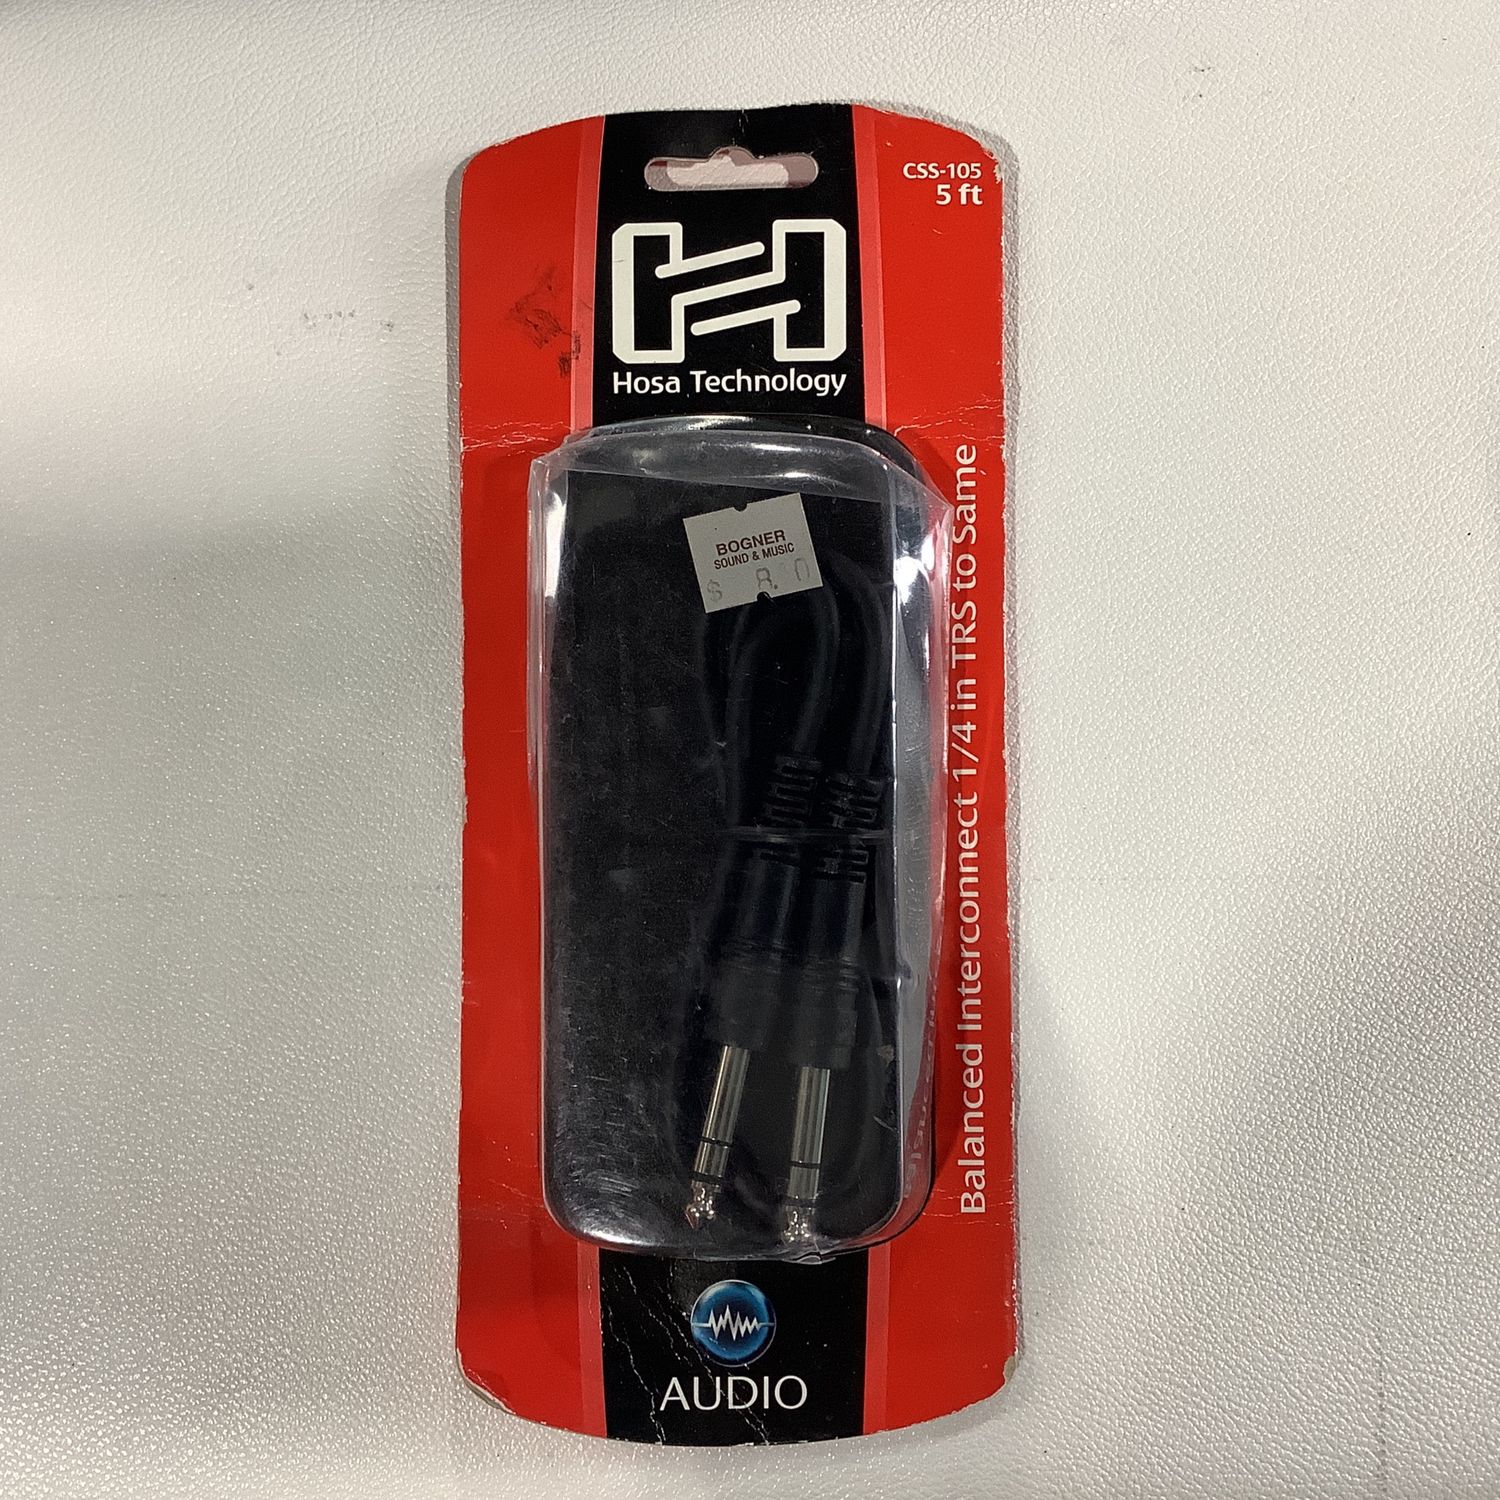 CSS-105
5 ft
Hosa Technology
BOGNER
SOUND & MUSIC
$
Balanced Interconnect 1/4 in TRS to Same
AUDIO